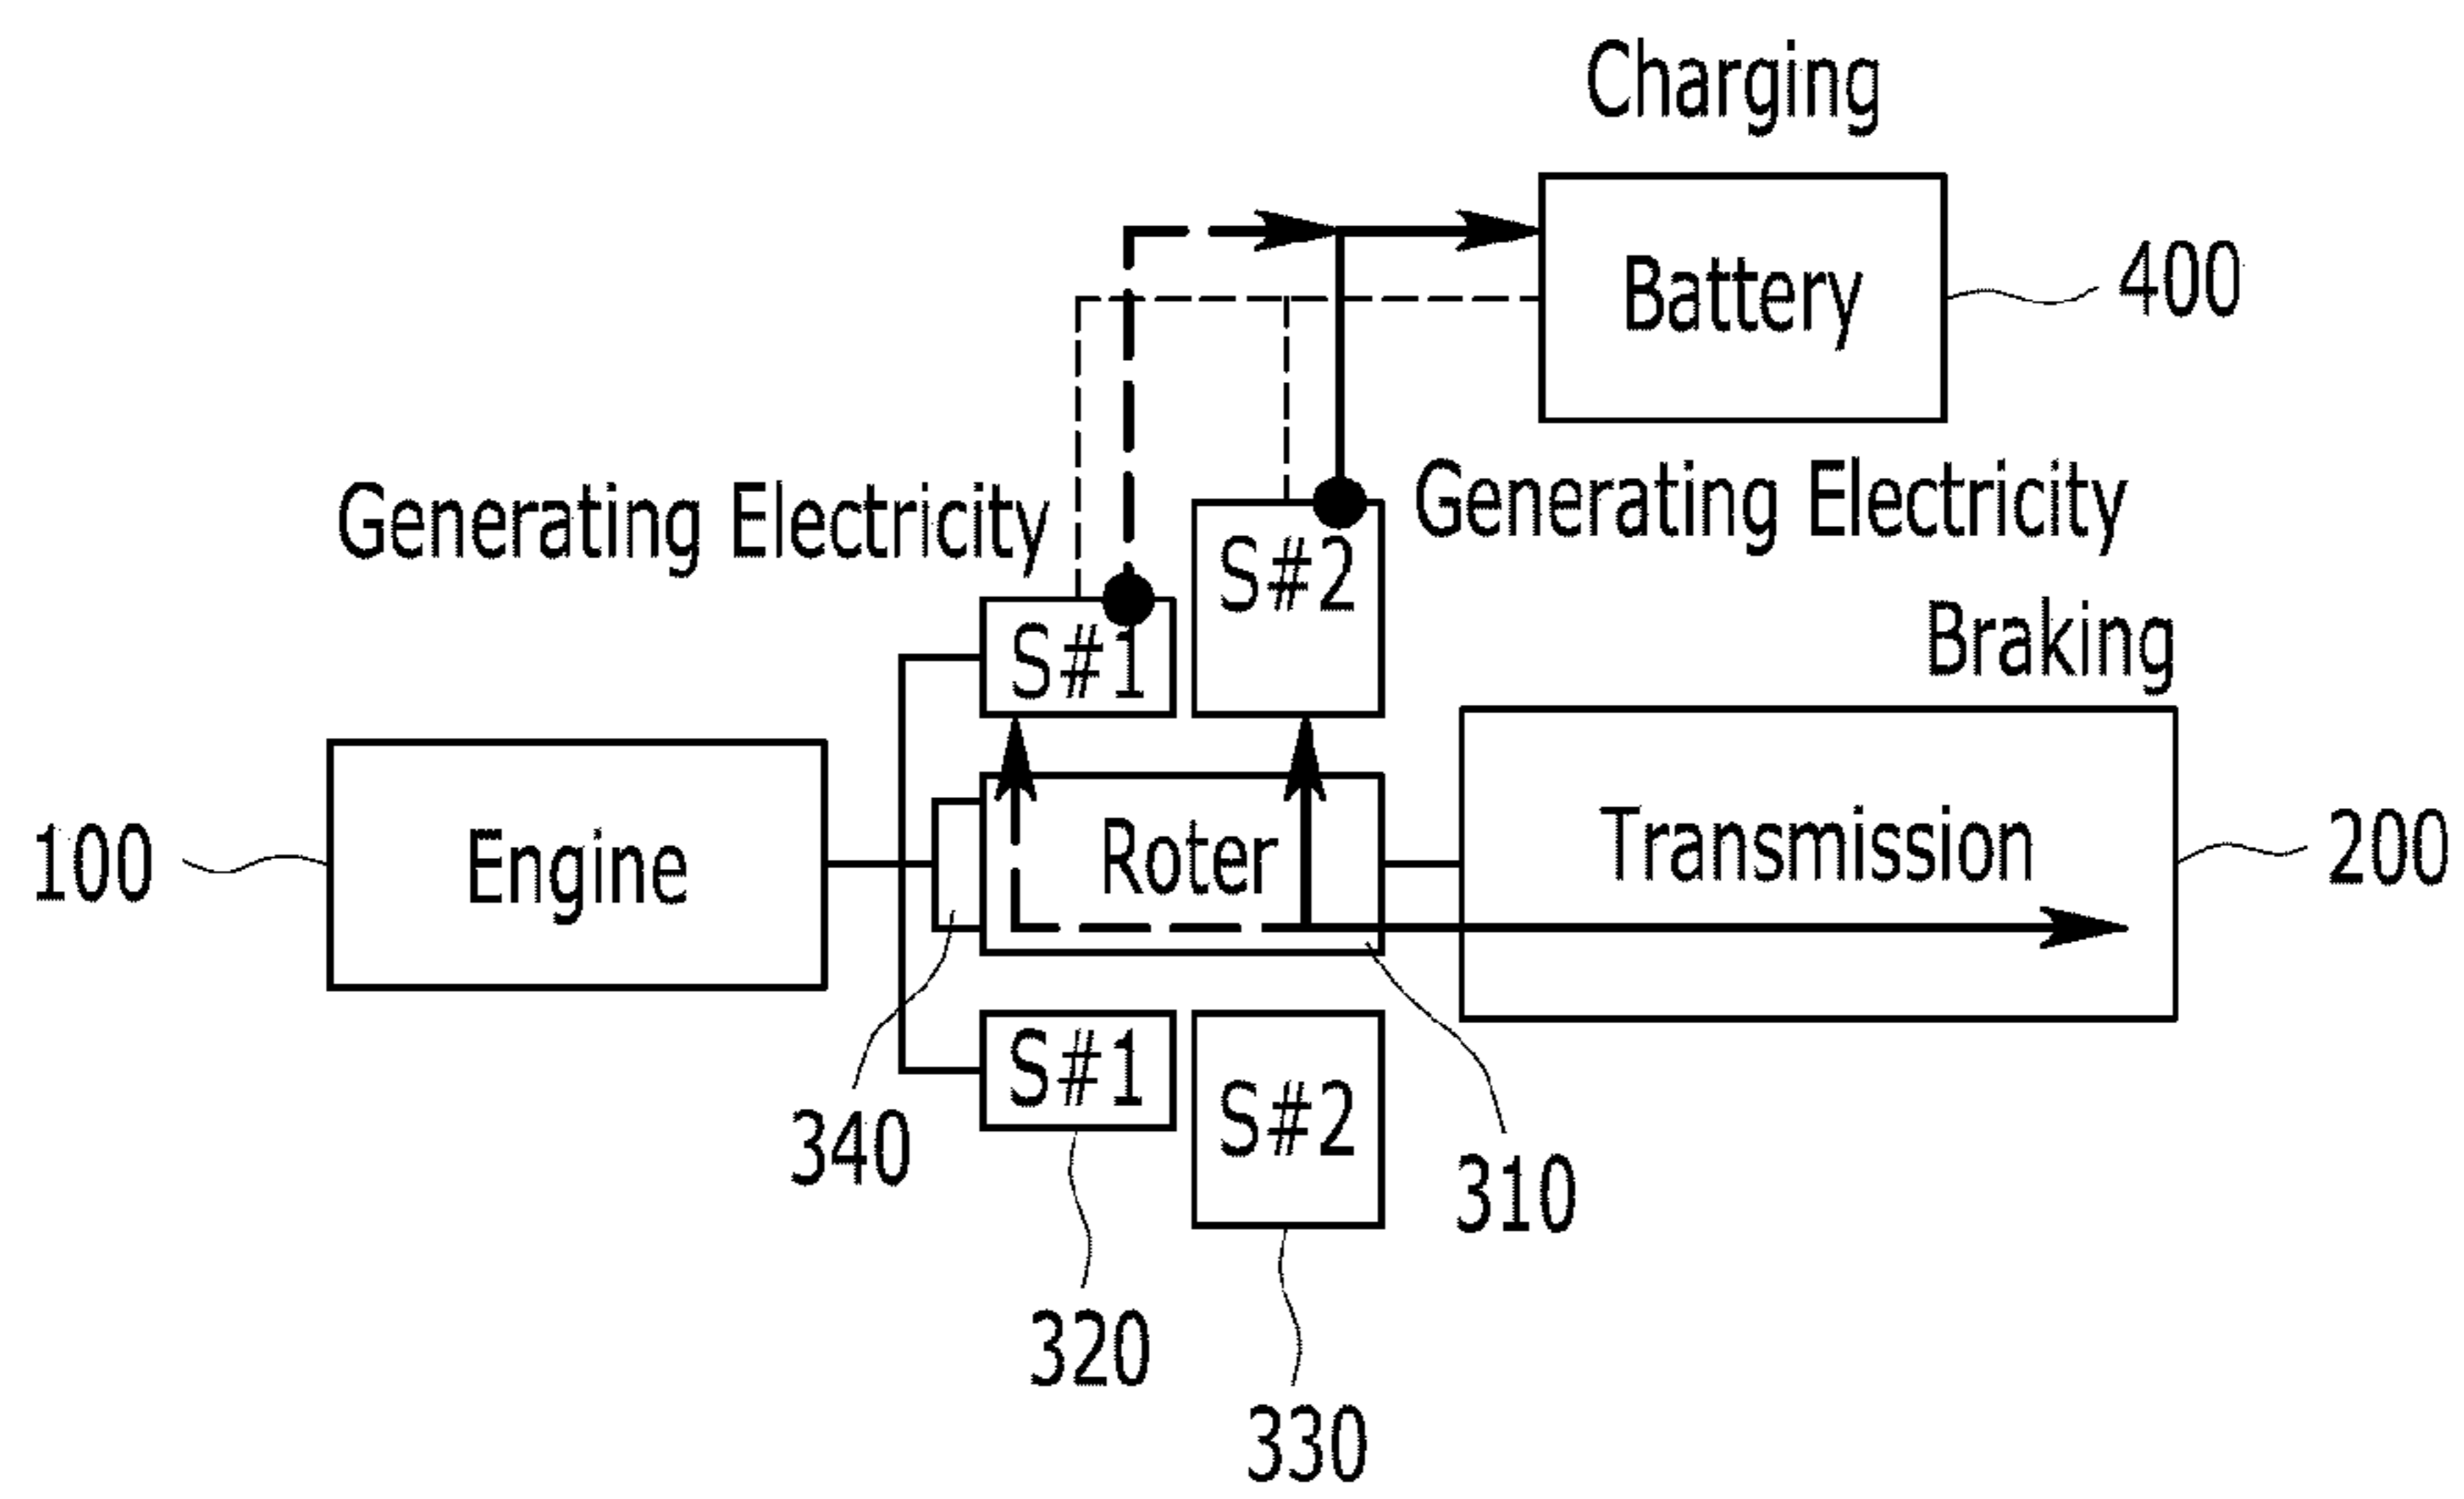 Charging
Battery
400
Generating Electricity
Generating Electricity
S#2
S#1
Braking
100
Engine
Roter
Transmission
200
S#1
S#2
340
310
320
330